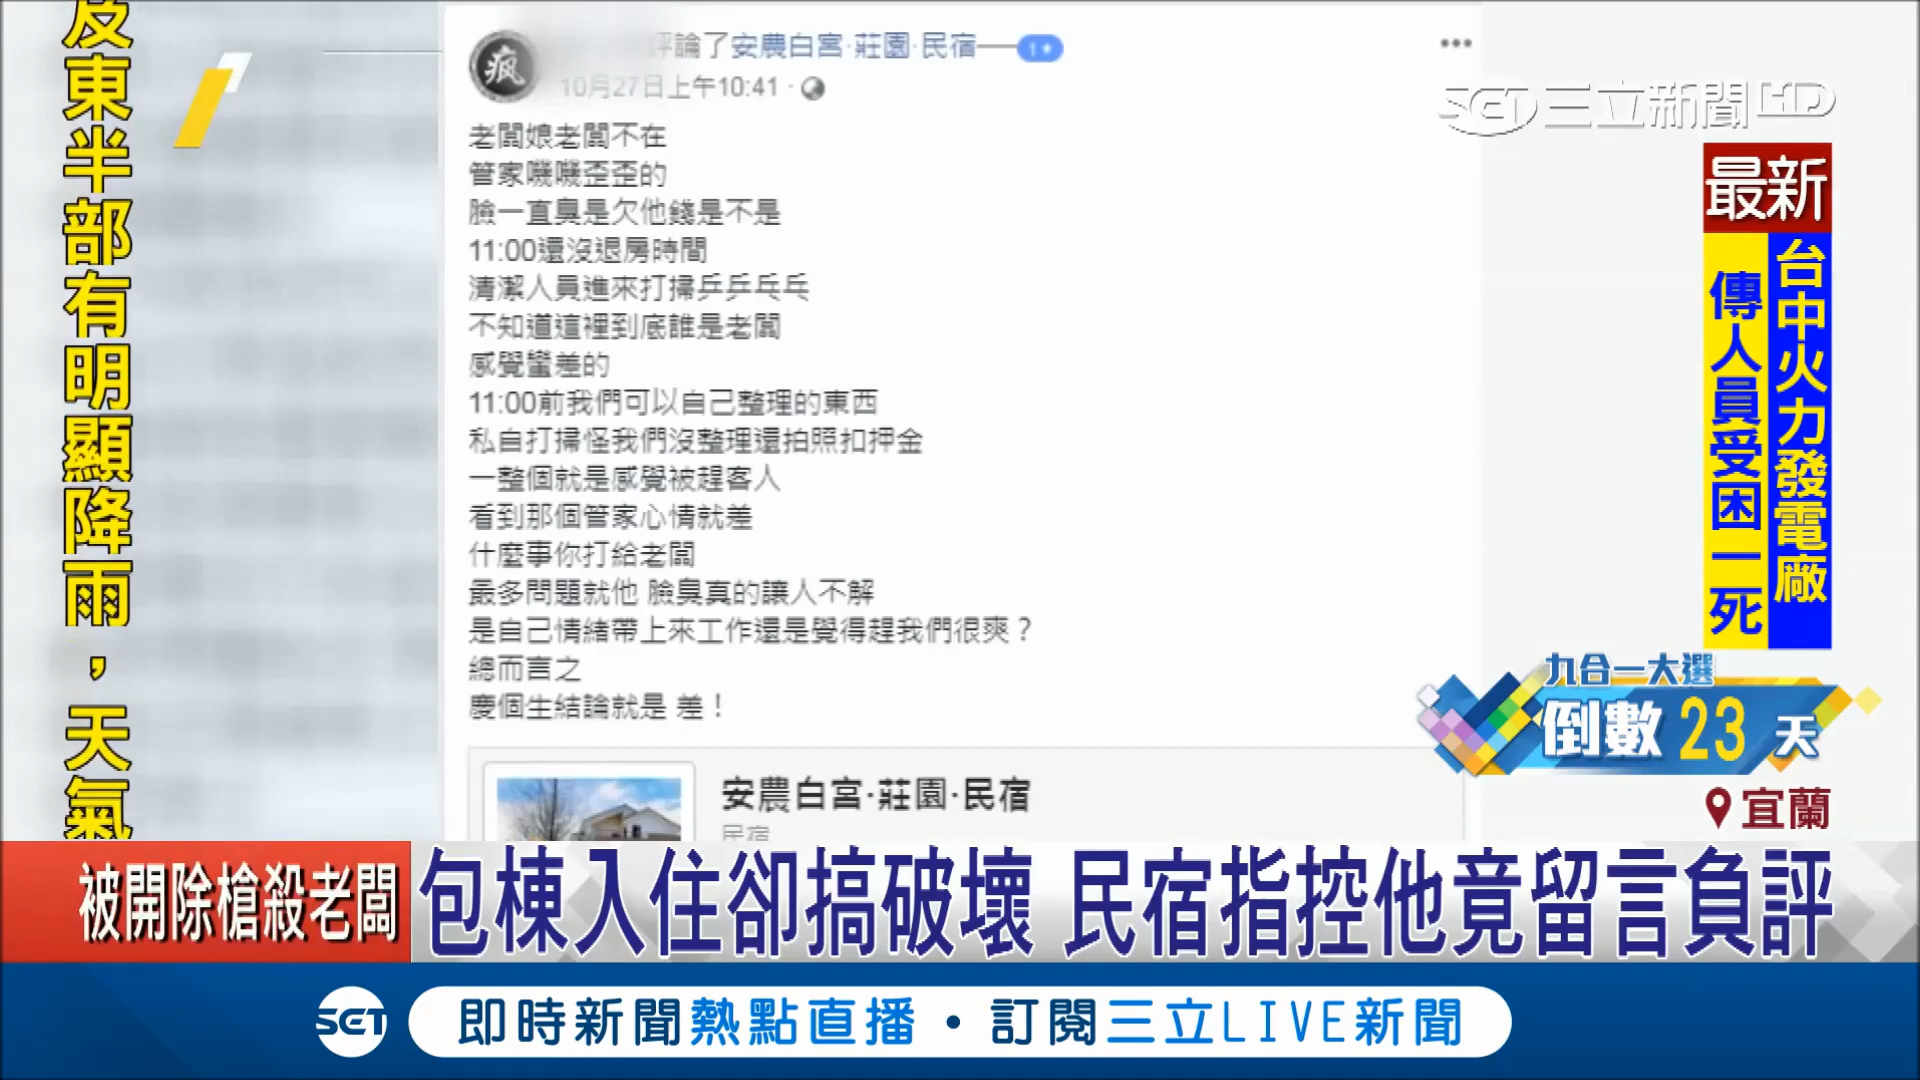 及東半部有明顯降雨，天氣
瘋
評論了安農白宮·莊園·民宿 — 1★
10月27日上午10:41
老闆娘老闆不在
管家嘰嘰歪歪的
臉一直臭是欠他錢是不是
11:00還沒退房時間
清潔人員進來打掃乒乒乓乓
不知道這裡到底誰是老闆
感覺蠻差的
11:00前我們可以自己整理的東西
私自打掃怪我們沒整理還拍照扣押金
一整個就是感覺被趕客人
看到那個管家心情就差
什麼事你打給老闆
最多問題就他 臉臭真的讓人不解
是自己情緒帶上來工作還是覺得趕我們很爽？
總而言之
慶個生結論就是 差！
安農白宮·莊園·民宿
民宿
SET三立新聞HD
最新
台中火力發電廠
傳人員受困一死
九合一大選
倒數23天
宜蘭
被開除槍殺老闆
包棟入住卻搞破壞 民宿指控他竟留言負評
SET
即時新聞熱點直播・訂閱三立LIVE新聞